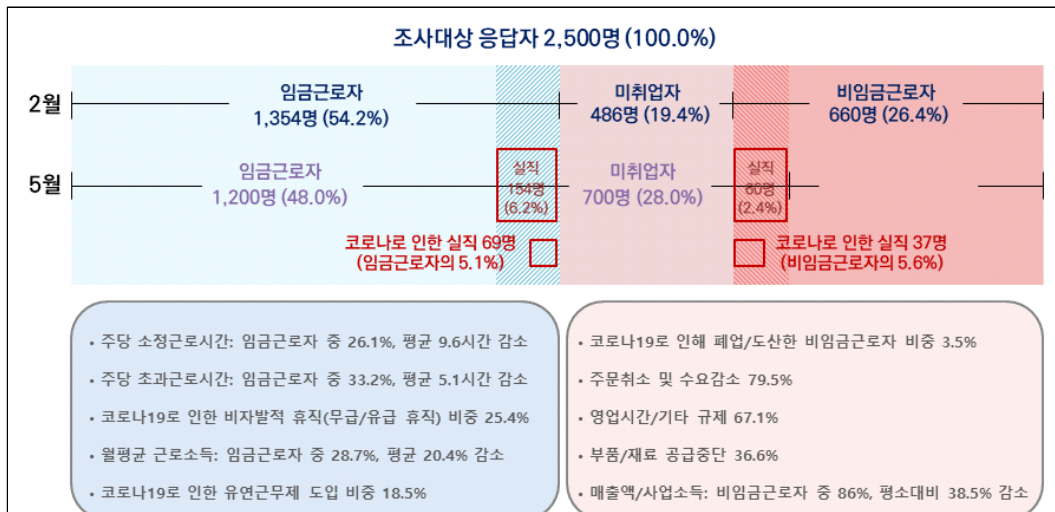 조사대상 응답자 2,500명 (100.0%)
2월
임금근로자
1,354명 (54.2%)
미취업자
486명 (19.4%)
비임금근로자
660명 (26.4%)
5월
임금근로자
1,200명 (48.0%)
실직
154명
(6.2%)
미취업자
700명 (28.0%)
실직
60명
(2.4%)
코로나로 인한 실직 69명
(임금근로자의 5.1%)
코로나로 인한 실직 37명
(비임금근로자의 5.6%)
• 주당 소정근로시간: 임금근로자 중 26.1%, 평균 9.6시간 감소
• 주당 초과근로시간: 임금근로자 중 33.2%, 평균 5.1시간 감소
• 코로나19로 인한 비자발적 휴직(무급/유급 휴직) 비중 25.4%
• 월평균 근로소득: 임금근로자 중 28.7%, 평균 20.4% 감소
• 코로나19로 인한 유연근무제 도입 비중 18.5%
• 코로나19로 인해 폐업/도산한 비임금근로자 비중 3.5%
• 주문취소 및 수요감소 79.5%
• 영업시간/기타 규제 67.1%
• 부품/재료 공급중단 36.6%
• 매출액/사업소득: 비임금근로자 중 86%, 평소대비 38.5% 감소